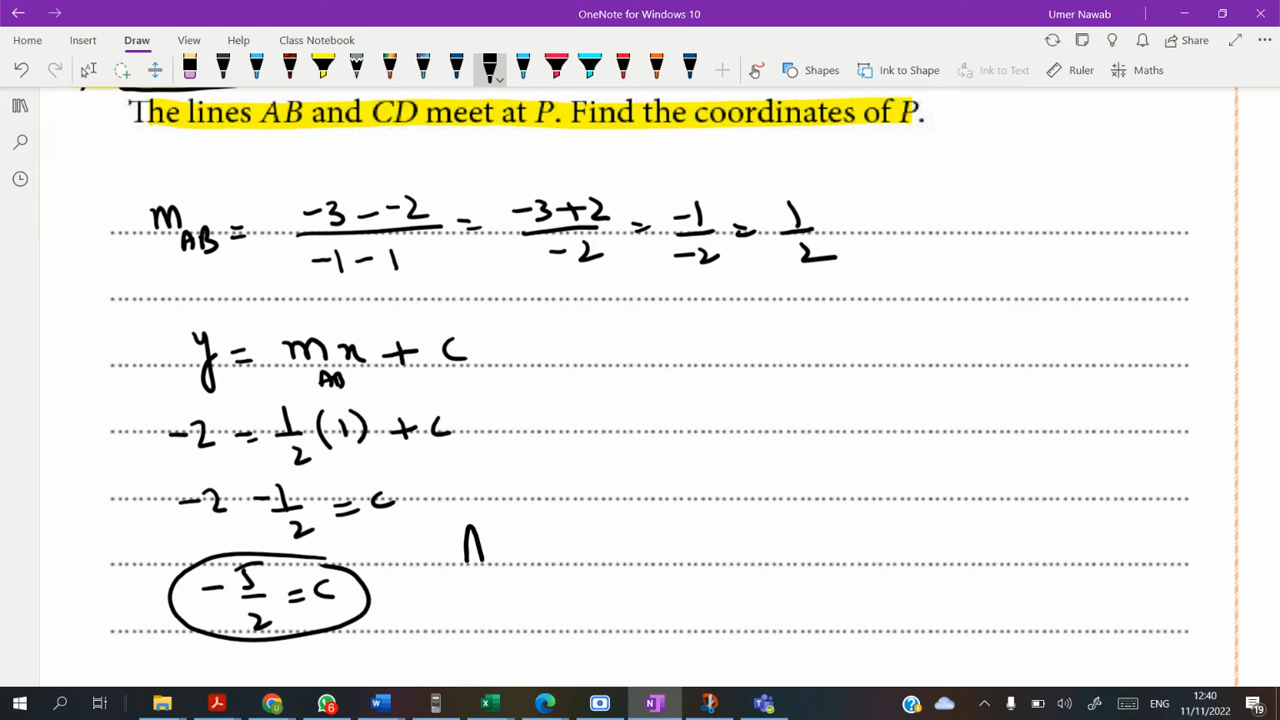 OneNote for Windows 10
Umer Nawab
Home Insert Draw View Help Class Notebook
Share
Shapes Ink to Shape Ink to Text Ruler Maths
The lines AB and CD meet at P. Find the coordinates of P.
m_AB = (-3 - -2)/(-1 - 1) = (-3+2)/(-2) = (-1)/(-2) = 1/2
y = m_AB x + c
-2 = 1/2 (1) + c
-2 - 1/2 = c
- 5/2 = c
6
ENG
12:40
11/11/2022
19